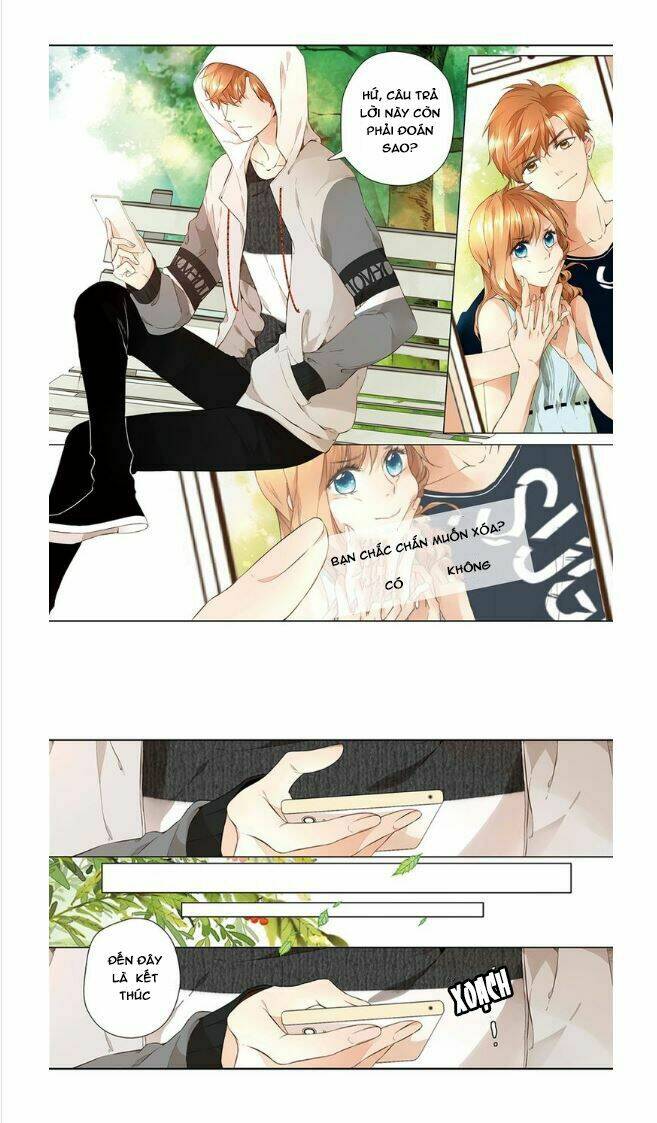 HỨ, CÂU TRẢ
LỜI NÀY CÒN
PHẢI ĐOÁN
SAO?
BẠN CHẮC CHẮN MUỐN XÓA?
CÓ KHÔNG
ĐẾN ĐÂY
LÀ KẾT
THÚC
XOẠCH
!